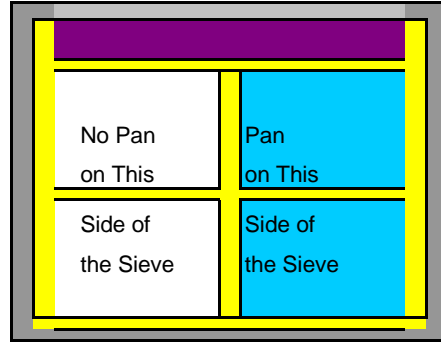 No Pan
on This
Side of
the Sieve
Pan
on This
Side of
the Sieve